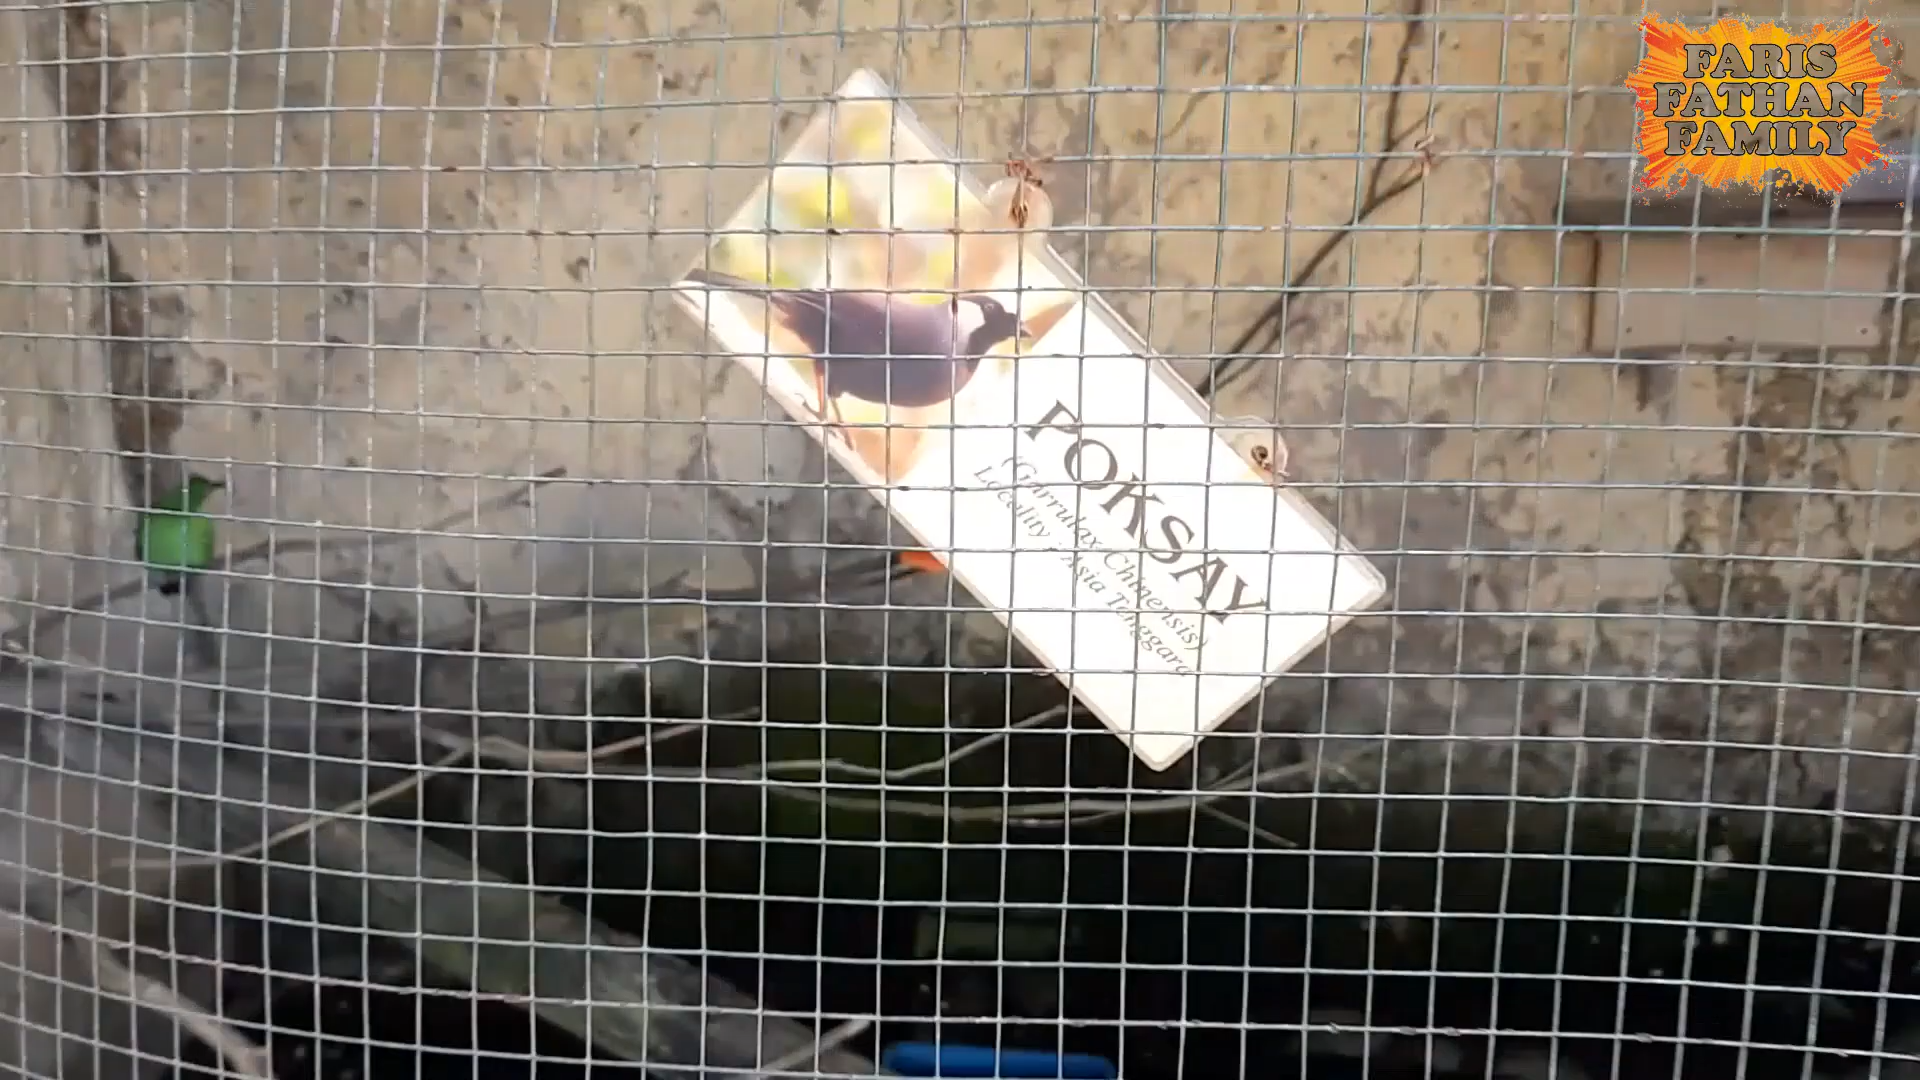 FARIS
FATHAN
FAMILY
POKSAY
(Garrulax Chinensis)
Locality : Asia Tenggara